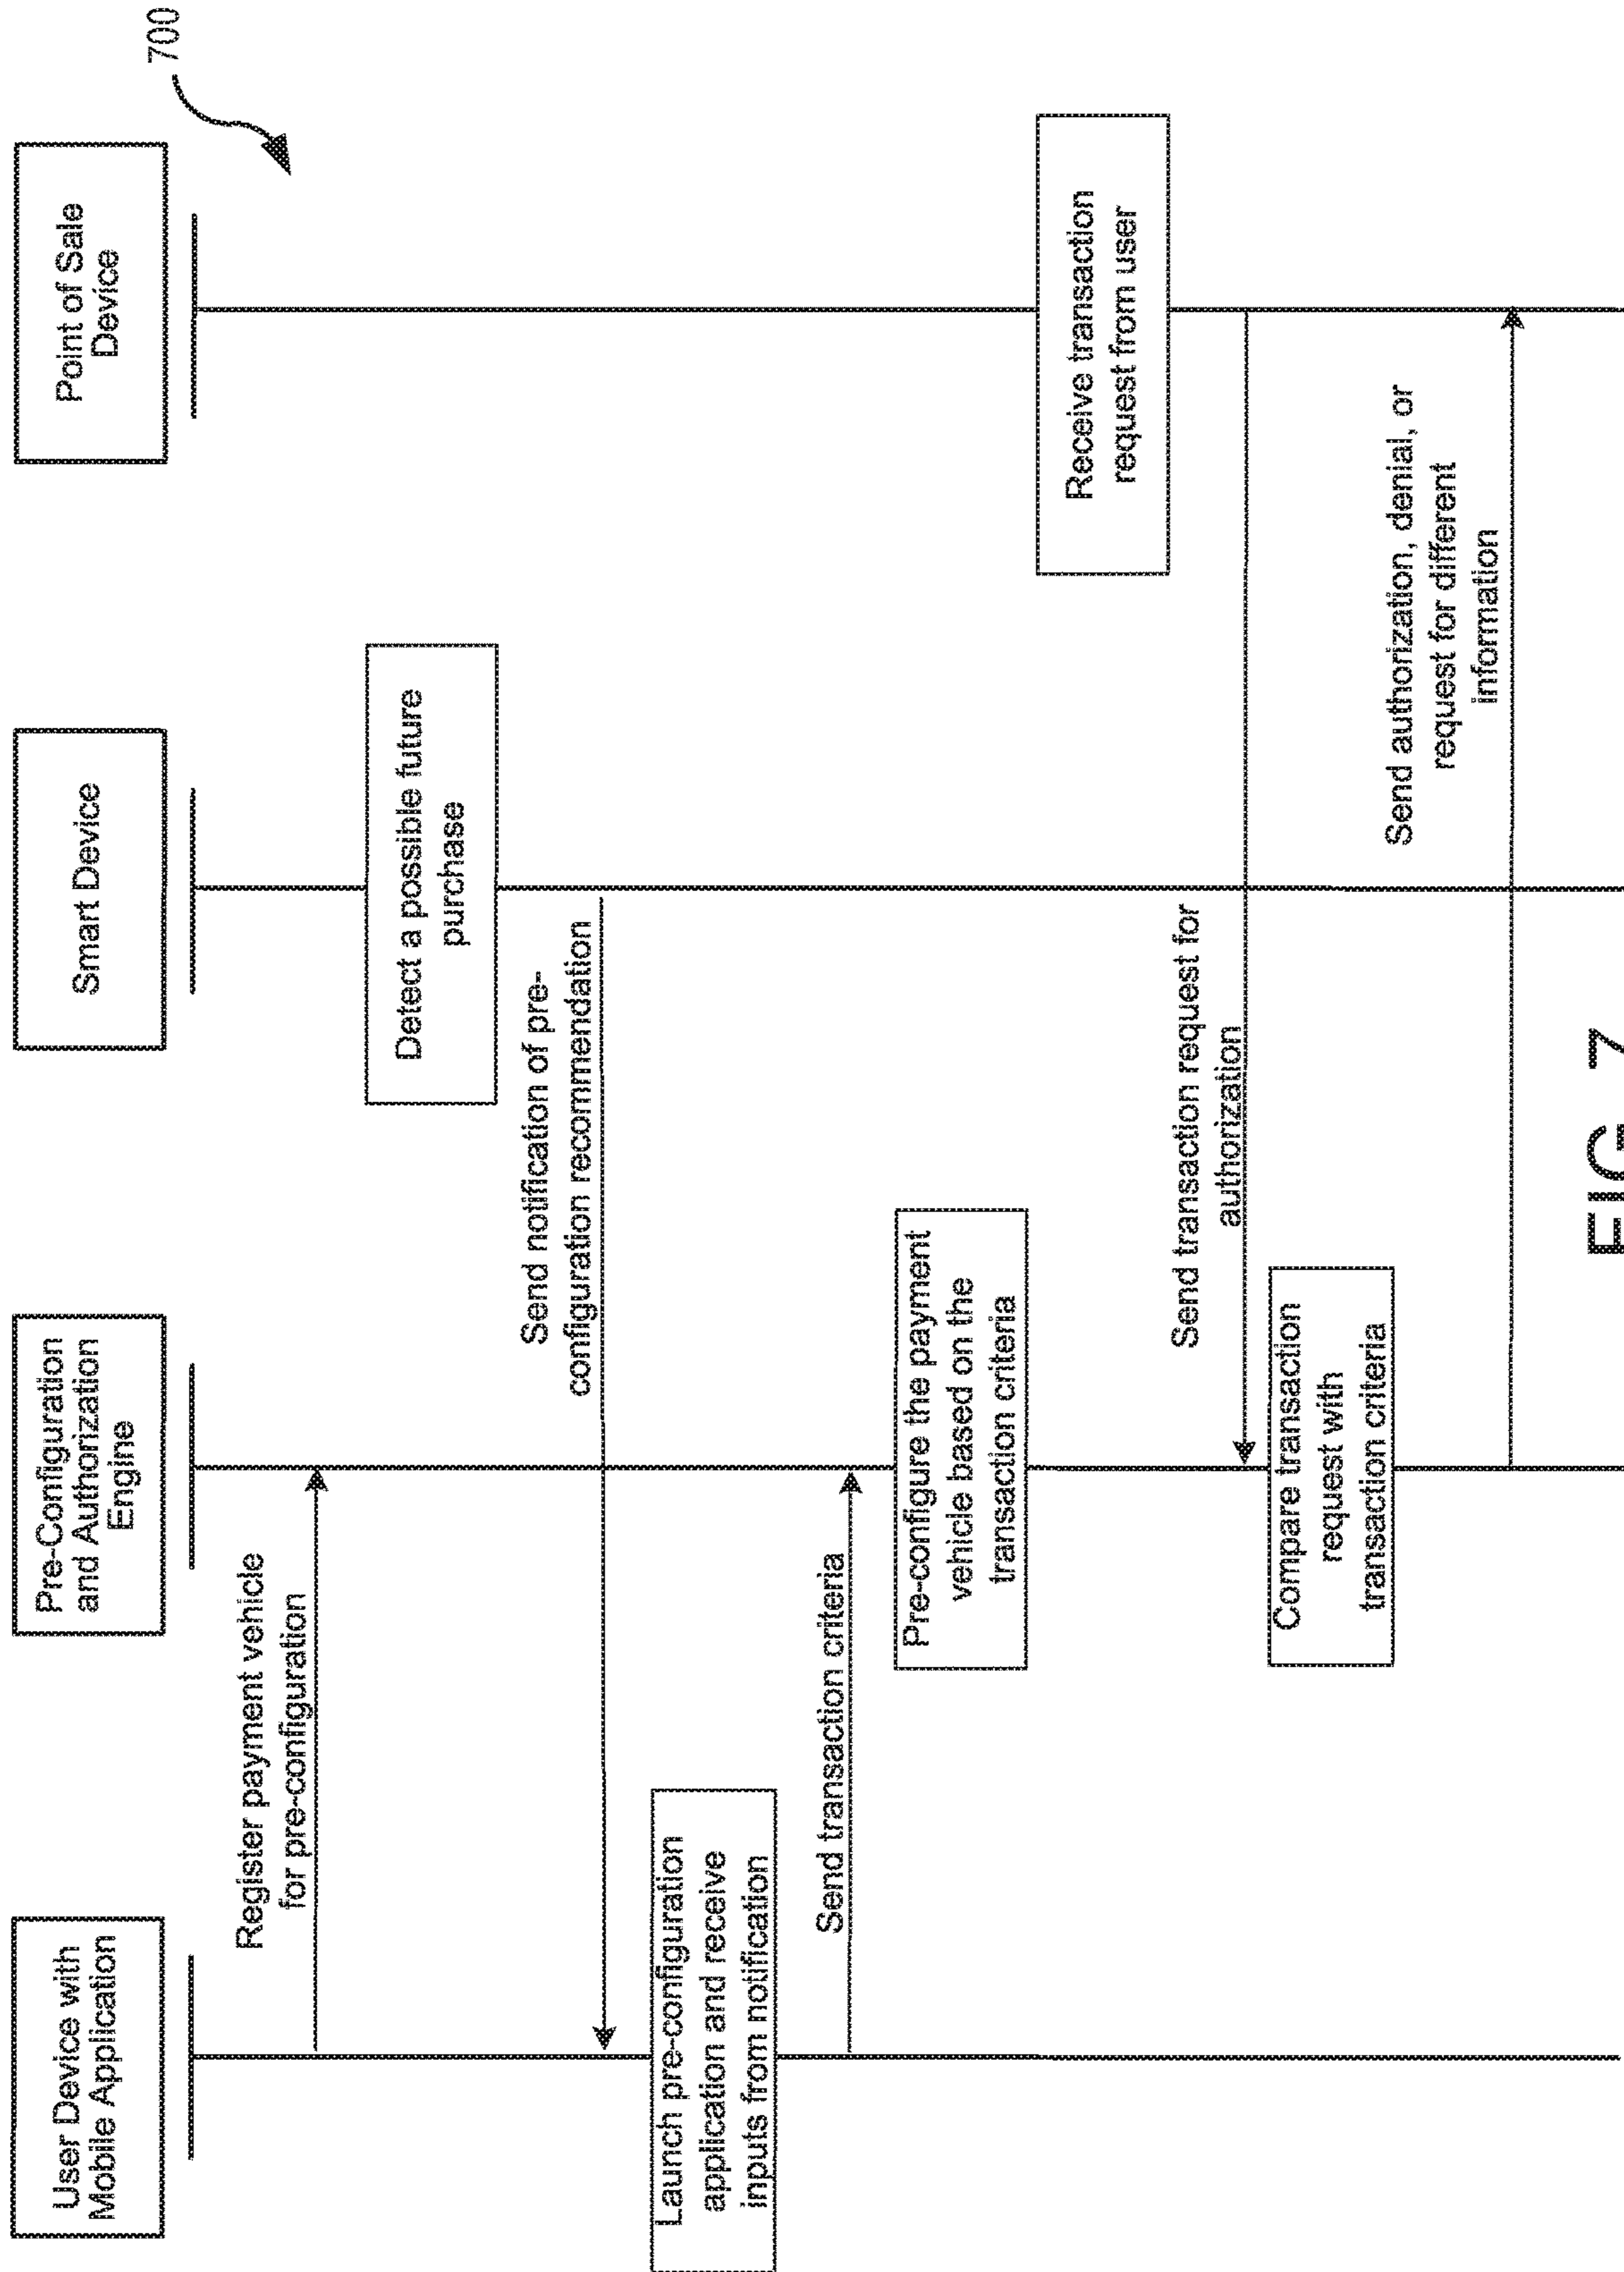 700
User Device with
Mobile Application
Pre-Configuration
and Authorization
Engine
Smart Device
Point of Sale
Device
Register payment vehicle
for pre-configuration
Detect a possible future
purchase
Send notification of pre-
configuration recommendation
Launch pre-configuration
application and receive
inputs from notification
Send transaction criteria
Pre-configure the payment
vehicle based on the
transaction criteria
Receive transaction
request from user
Send transaction request for
authorization
Compare transaction
request with
transaction criteria
Send authorization, denial, or
request for different
information
FIG. 7